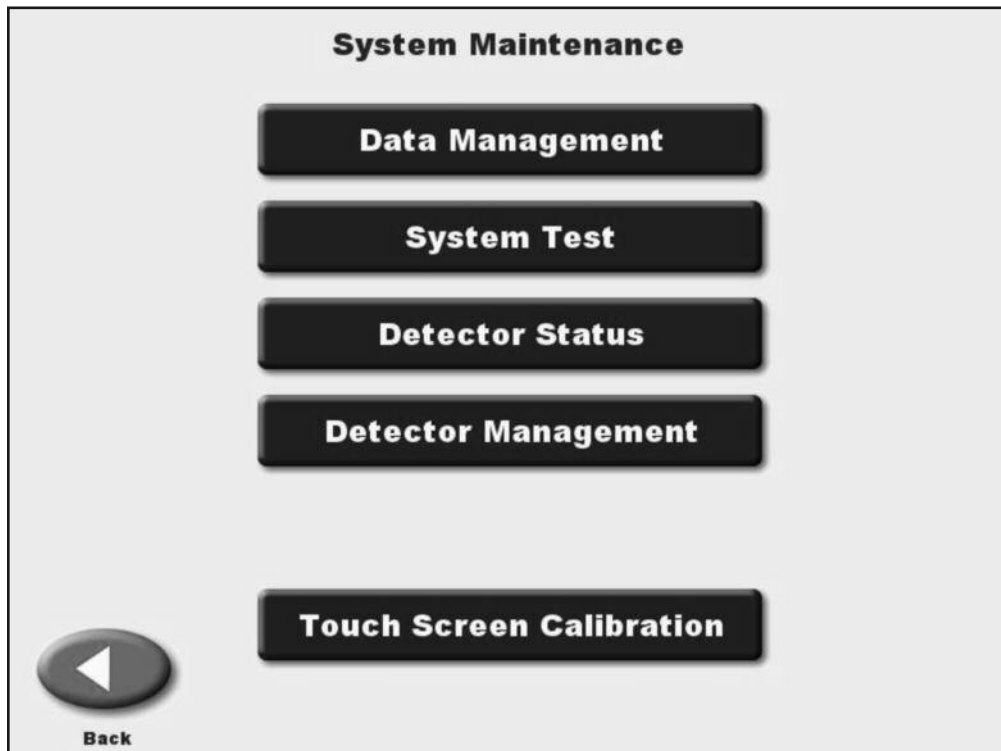 System Maintenance
Data Management
System Test
Detector Status
Detector Management
Touch Screen Calibration
Back